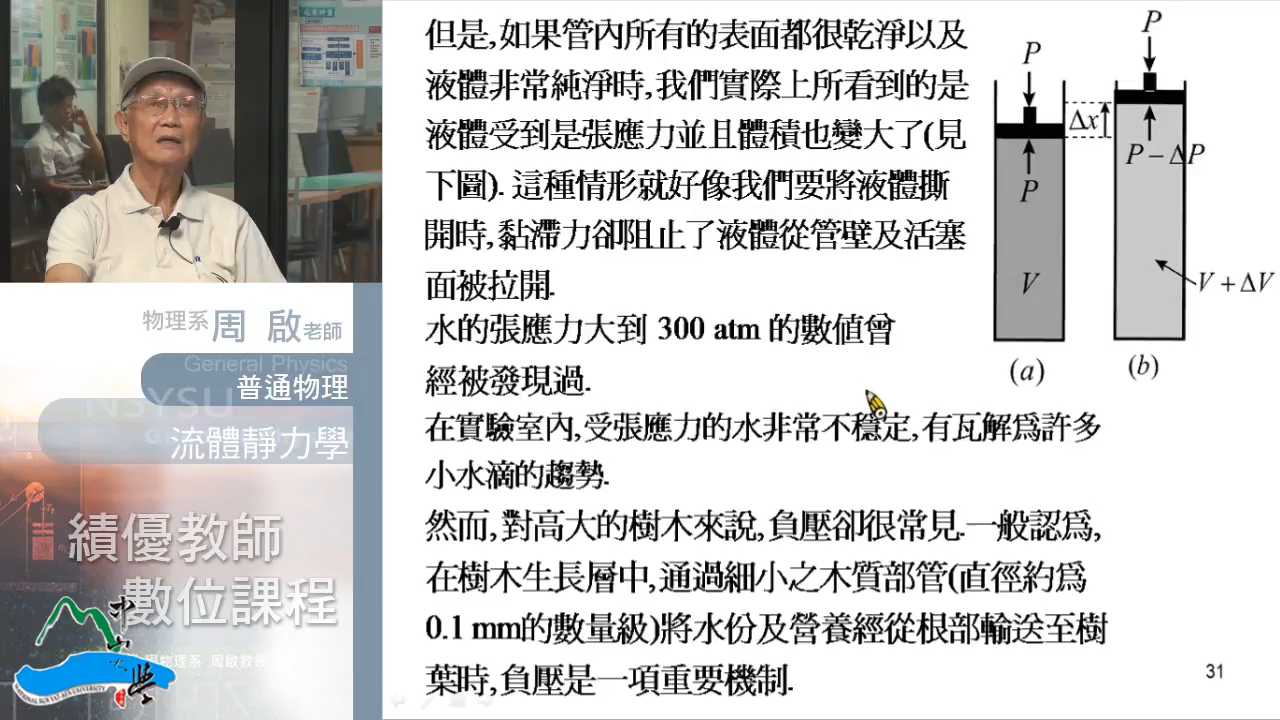 但是,如果管內所有的表面都很乾淨以及
液體非常純淨時,我們實際上所看到的是
液體受到是張應力並且體積也變大了(見
下圖). 這種情形就好像我們要將液體撕
開時,黏滯力卻阻止了液體從管壁及活塞
面被拉開.
水的張應力大到 300 atm 的數值曾
經被發現過.
在實驗室內,受張應力的水非常不穩定,有瓦解為許多
小水滴的趨勢.
然而,對高大的樹木來說,負壓卻很常見.一般認為,
在樹木生長層中,通過細小之木質部管(直徑約為
0.1 mm的數量級)將水份及營養經從根部輸送至樹
葉時,負壓是一項重要機制.
P
P
Δx
P
P − ΔP
V
V + ΔV
(a)
(b)
31
物理系 周 啟 老師
General Physics
普通物理
NSYSU
流體靜力學
績優教師
數位課程